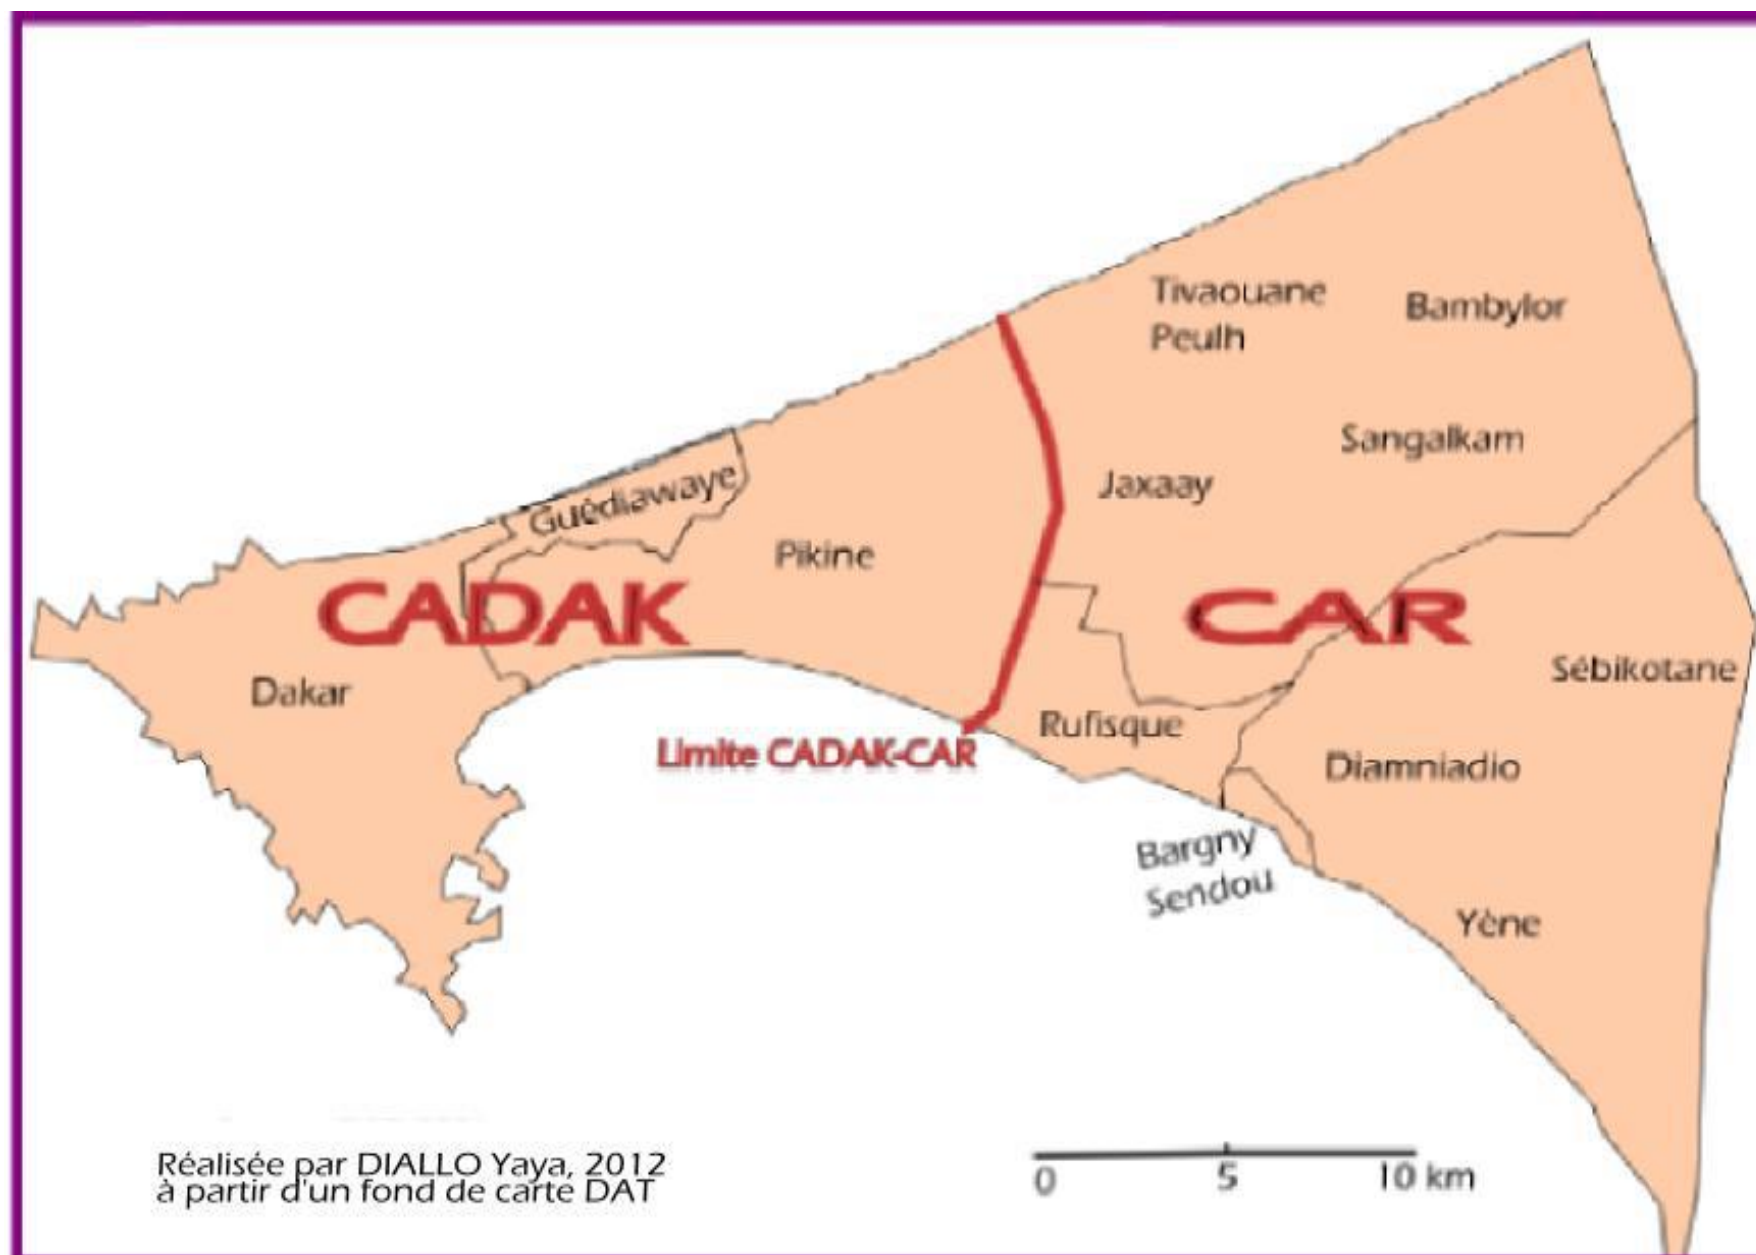 Tivaouane
Peulh
Bambylor
Sangalkam
Jaxaay
Guédiawaye
Pikine
CADAK
CAR
Dakar
Sébikotane
Rufisque
Limite CADAK-CAR
Diamniadio
Bargny
Sendou
Yène
Réalisée par DIALLO Yaya, 2012
à partir d'un fond de carte DAT
0 5 10 km